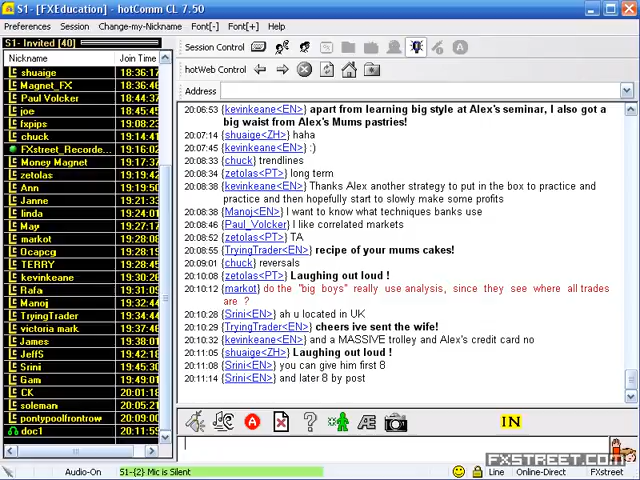 S1- [FXEducation] - hotComm CL 7.50
Preferences Session Change-my-Nickname Font[-] Font[+] Help
S1- Invited [40]
Nickname Join Time
shuaige 18:36:17
Magnet_FX 18:36:46
Paul Volcker 18:44:37
joe 18:45:45
fxpips 19:08:23
chuck 19:14:41
FXstreet_Recorde... 19:16:02
Money Magnet 19:17:37
zetolas 19:19:42
Ann 19:19:50
Janne 19:21:33
linda 19:24:01
May 19:27:17
markot 19:28:08
Ocapcg 19:28:19
TERRY 19:28:45
kevinkeane 19:30:26
Rafa 19:31:29
Manoj 19:32:44
TryingTrader 19:35:44
victoria mark 19:37:46
James 19:38:11
JeffS 19:42:18
Srini 19:45:30
Gam 19:49:01
CK 20:01:18
soleman 20:05:21
pontypoolfrontrow 20:09:00
doc1 20:11:59
Session Control
hotWeb Control
Address
20:06:53 {kevinkeane<EN>} apart from learning big style at Alex's seminar, I also got a
big waist from Alex's Mums pastries!
20:07:14 {shuaige<ZH>} haha
20:07:45 {kevinkeane<EN>} :)
20:08:33 {chuck} trendlines
20:08:34 {zetolas<PT>} long term
20:08:38 {kevinkeane<EN>} Thanks Alex another strategy to put in the box to practice and
practice and then hopefully start to slowly make some profits
20:08:38 {Manoj<EN>} I want to know what techniques banks use
20:08:46 {Paul_Volcker} I like correlated markets
20:08:52 {zetolas<PT>} TA
20:08:55 {TryingTrader<EN>} recipe of your mums cakes!
20:09:01 {chuck} reversals
20:10:08 {zetolas<PT>} Laughing out loud !
20:10:12 {markot} do the "big boys" really use analysis, since they see where all trades
are ?
20:10:28 {Srini<EN>} ah u located in UK
20:10:29 {TryingTrader<EN>} cheers ive sent the wife!
20:10:38 {kevinkeane<EN>} and a MASSIVE trolley and Alex's credit card no
20:11:05 {shuaige<ZH>} Laughing out loud !
20:11:08 {Srini<EN>} you can give him first 8
20:11:14 {Srini<EN>} and later 8 by post
IN
Audio-On S1-{2} Mic is Silent Line Online-Direct FXstreet
FXSTREET.COM